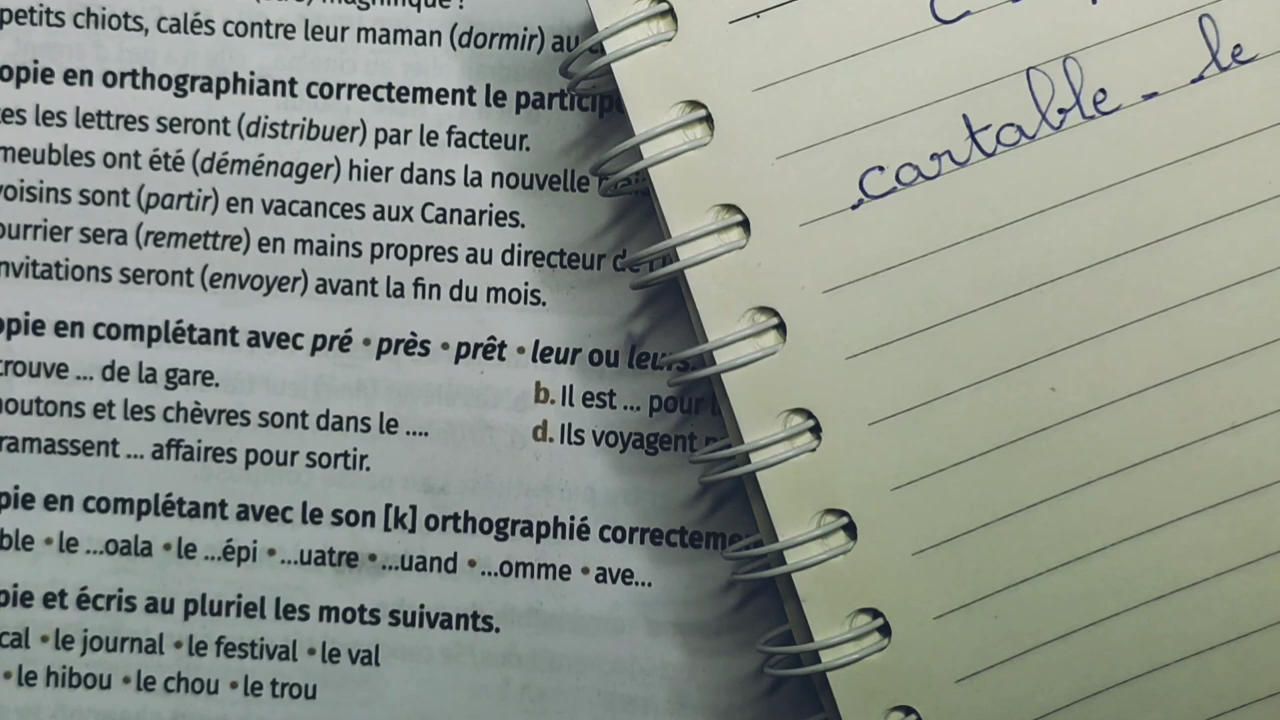 magnifique !
petits chiots, calés contre leur maman (dormir) au
opie en orthographiant correctement le participe
es les lettres seront (distribuer) par le facteur.
meubles ont été (déménager) hier dans la nouvelle
voisins sont (partir) en vacances aux Canaries.
ourrier sera (remettre) en mains propres au directeur de
nvitations seront (envoyer) avant la fin du mois.
opie en complétant avec pré • près • prêt • leur ou leurs.
trouve ... de la gare. b. Il est ... pour
outons et les chèvres sont dans le .... d. Ils voyagent
ramassent ... affaires pour sortir.
pie en complétant avec le son [k] orthographié correcteme
ble • le ...oala • le ...épi • ...uatre • ...uand • ...omme • ave...
pie et écris au pluriel les mots suivants.
cal • le journal • le festival • le val
• le hibou • le chou • le trou
cartable - le